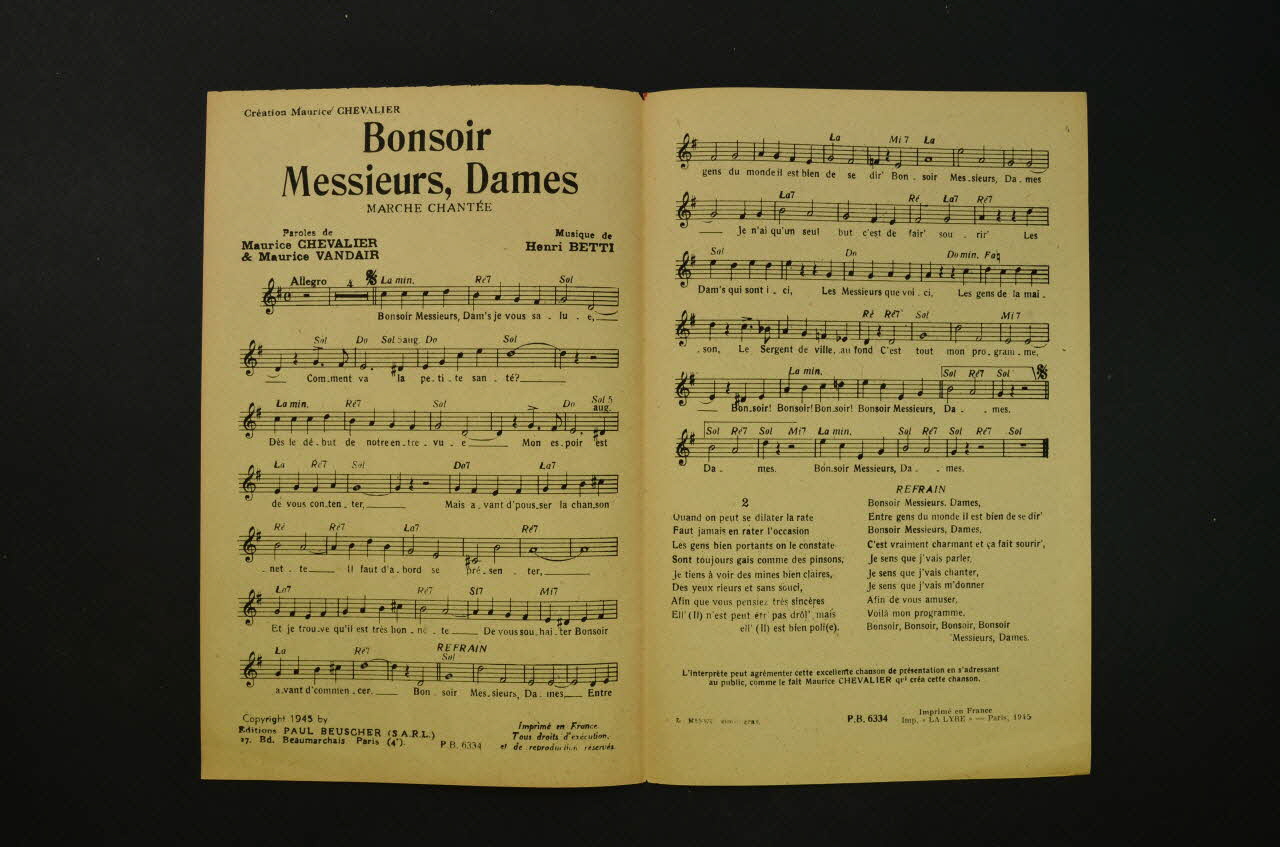 Création Maurice CHEVALIER
Bonsoir
Messieurs, Dames
MARCHE CHANTÉE
Paroles de
Maurice CHEVALIER
& Maurice VANDAIR
Musique de
Henri BETTI
Allegro 4 La min. Ré7 Sol
Bonsoir Messieurs, Dam's je vous sa - lu - e,
Sol Do Sol 5 aug. Do Sol
Com.ment va la pe.ti.te san - té?
La min. Ré7 Sol Do Sol 5 aug.
Dès le dé.but de notre en.tre.vu - e Mon es.poir est
La Ré7 Sol Do7 La7
de vous con.ten.ter, Mais a.vant d'pous.ser la chan.son
Ré Ré7 La7 Ré7
.net.te Il faut d'a.bord se pré.sen.ter,
La7 Ré7 SI7 Mi7
Et je trou.ve qu'il est très hon.nê.te De vous sou.hai.ter Bonsoir
La Ré7 REFRAIN Sol
a.vant d'commen.cer. Bon.soir Mes.sieurs, Da.mes Entre
Copyright 1945 by
Editions PAUL BEUSCHER (S.A.R.L.)
27, Bd. Beaumarchais. Paris (4e).
P.B. 6334
Imprimé en France
Tous droits d'exécution,
et de reproduction réservés
La Mi7 La
gens du monde il est bien de se dir' Bon.soir Mes.sieurs, Da.mes
La7 Ré La7 Ré7
Je n'ai qu'un seul but c'est de fair' sou.rir' Les
Sol Do Do min. Fa7
Dam's qui sont i.ci, Les Messieurs que voi.ci, Les gens de la mai.
Ré Ré7 Sol Mi7
.son, Le Sergent de ville au fond C'est tout mon pro.gram.me,
La min. Sol Ré7 Sol
Bon.soir! Bonsoir! Bon.soir! Bonsoir Messieurs, Da - mes.
Sol Ré7 Sol Mi7 La min. Sol Ré7 Sol Ré7 Sol
Da - mes. Bon.soir Messieurs, Da - mes.
2
Quand on peut se dilater la rate
Faut jamais en rater l'occasion
Les gens bien portants on le constate
Sont toujours gais comme des pinsons,
Je tiens à voir des mines bien claires,
Des yeux rieurs et sans souci,
Afin que vous pensiez très sincères
Ell' (Il) n'est peut êtr' pas drôl' mais
ell' (Il) est bien poli(e).
REFRAIN
Bonsoir Messieurs. Dames,
Entre gens du monde il est bien de se dir'
Bonsoir Messieurs, Dames,
C'est vraiment charmant et ça fait sourir',
Je sens que j'vais parler,
Je sens que j'vais chanter,
Je sens que j'vais m'donner
Afin de vous amuser,
Voilà mon programme,
Bonsoir, Bonsoir, Bonsoir, Bonsoir
Messieurs, Dames.
L'interprète peut agrémenter cette excellente chanson de présentation en s'adressant
au public, comme le fait Maurice CHEVALIER qui créa cette chanson.
P.B. 6334
Imprimé en France
Imp. « LA LYRE » — Paris, 1945